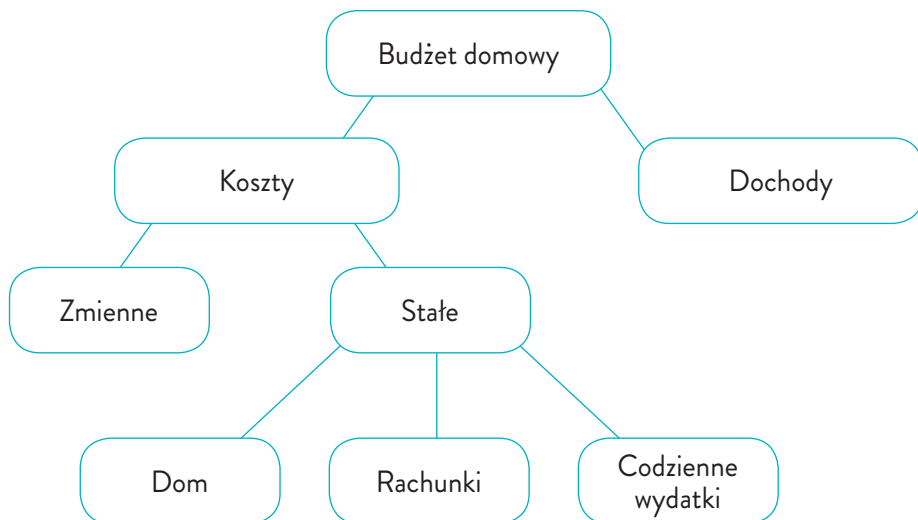 Budżet domowy
Koszty
Dochody
Zmienne
Stałe
Dom
Rachunki
Codzienne
wydatki